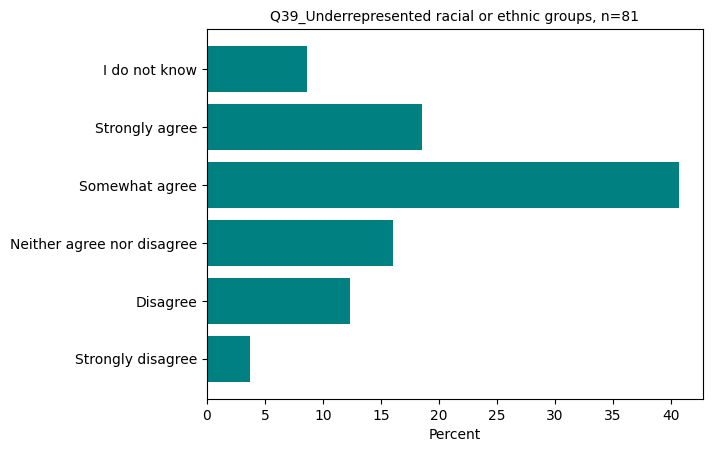 Q39_Underrepresented racial or ethnic groups, n=81
I do not know
Strongly agree
Somewhat agree
Neither agree nor disagree
Disagree
Strongly disagree
0 5 10 15 20 25 30 35 40
Percent